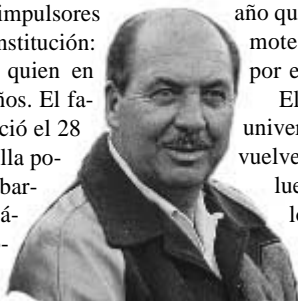 impulsores
nstitución:
quien en
ños. El fa-
ció el 28
lla po-
bar-
á-
-
año qu
mote
por e
El
univer
vuelve
lue
lo